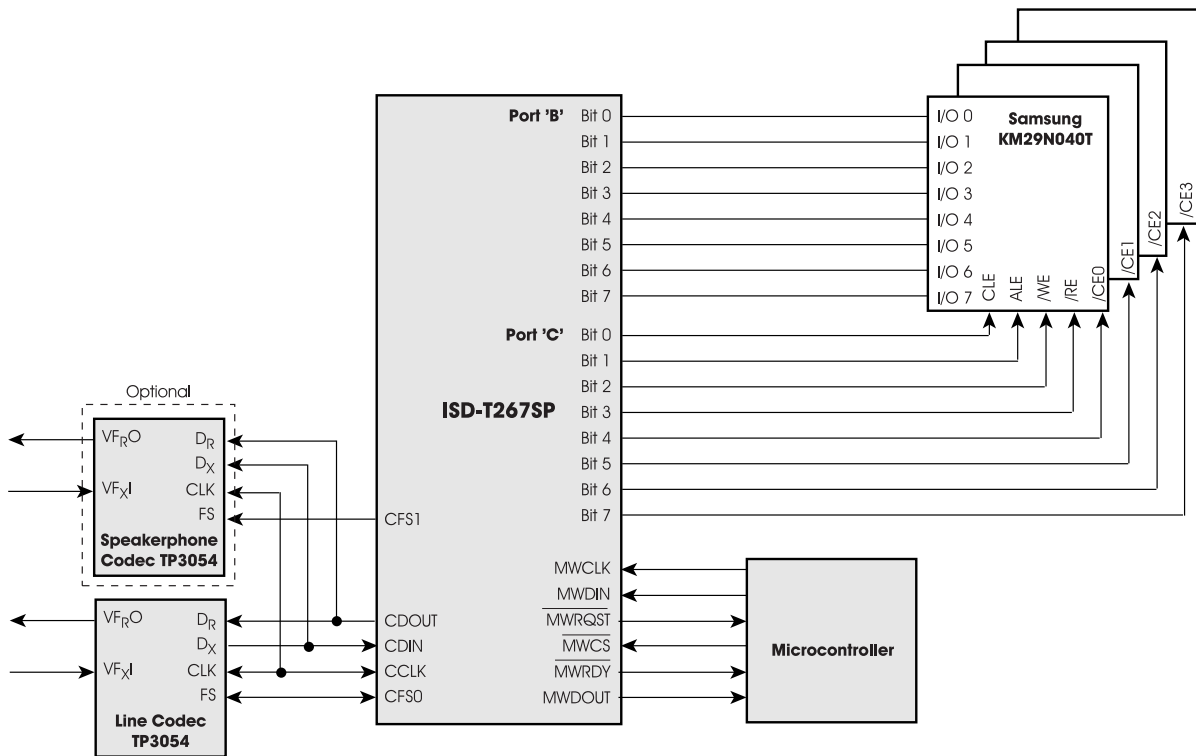 Port 'B' Bit 0
Bit 1
Bit 2
Bit 3
Bit 4
Bit 5
Bit 6
Bit 7
Port 'C' Bit 0
Bit 1
Bit 2
Bit 3
Bit 4
Bit 5
Bit 6
Bit 7
ISD-T267SP
CFS1
CDOUT
CDIN
CCLK
CFS0
MWCLK
MWDIN
MWRQST
MWCS
MWRDY
MWDOUT
Samsung
KM29N040T
I/O 0
I/O 1
I/O 2
I/O 3
I/O 4
I/O 5
I/O 6
I/O 7
CLE
ALE
/WE
/RE
/CE0
/CE1
/CE2
/CE3
Optional
VFRO DR
DX
VFXI CLK
FS
Speakerphone
Codec TP3054
VFRO DR
DX
VFXI CLK
FS
Line Codec
TP3054
Microcontroller